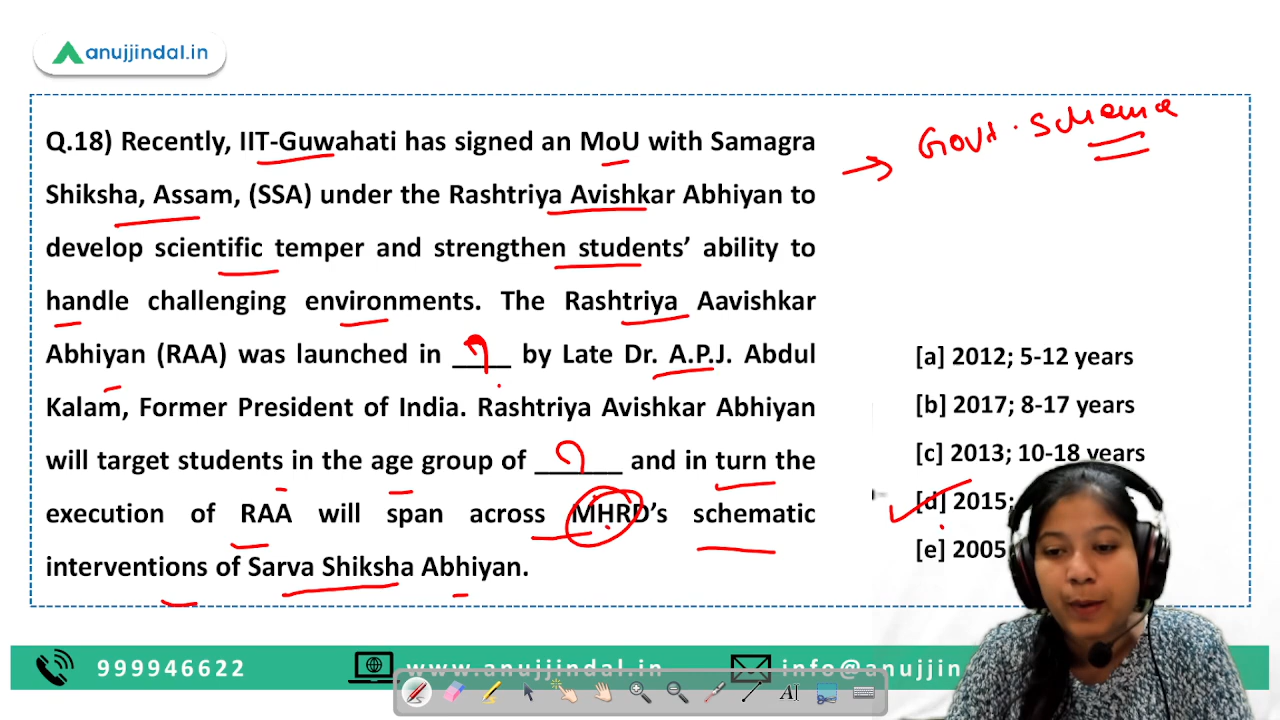 anujjindal.in
Q.18) Recently, IIT-Guwahati has signed an MoU with Samagra
Shiksha, Assam, (SSA) under the Rashtriya Avishkar Abhiyan to
develop scientific temper and strengthen students' ability to
handle challenging environments. The Rashtriya Aavishkar
Abhiyan (RAA) was launched in ____ by Late Dr. A.P.J. Abdul
Kalam, Former President of India. Rashtriya Avishkar Abhiyan
will target students in the age group of ______ and in turn the
execution of RAA will span across MHRD's schematic
interventions of Sarva Shiksha Abhiyan.
Govt. Scheme
[a] 2012; 5-12 years
[b] 2017; 8-17 years
[c] 2013; 10-18 years
[d] 2015;
[e] 2005
999946622
www.anujjindal.in
info@anujjin